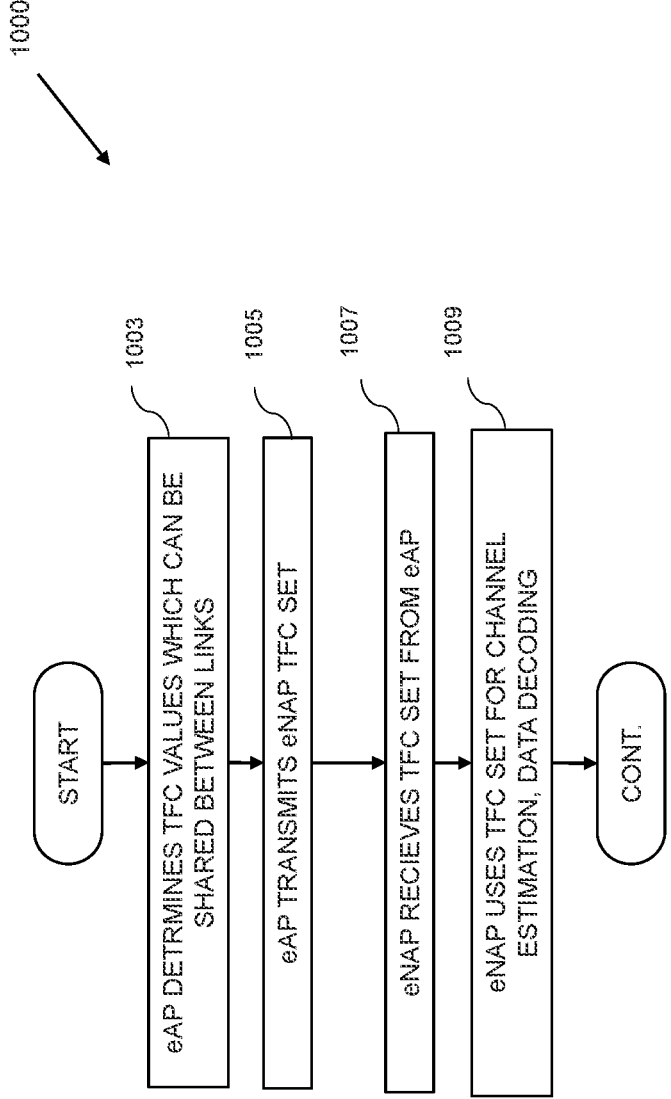 1000
START
eAP DETRMINES TFC VALUES WHICH CAN BE
SHARED BETWEEN LINKS
1003
eAP TRANSMITS eNAP TFC SET
1005
eNAP RECIEVES TFC SET FROM eAP
1007
eNAP USES TFC SET FOR CHANNEL
ESTIMATION, DATA DECODING
1009
CONT.